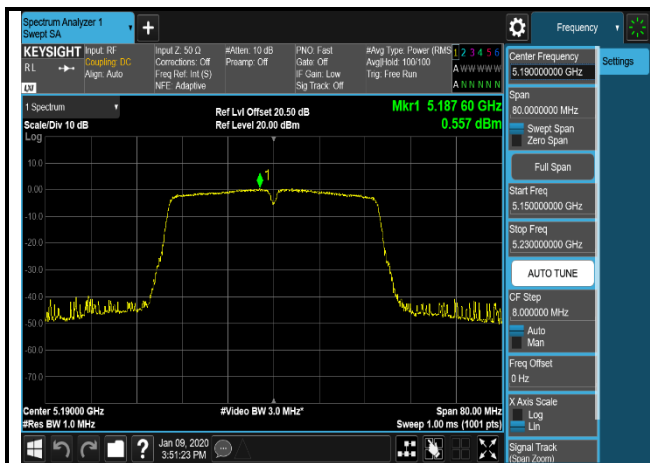 Spectrum Analyzer 1
Swept SA
Frequency
KEYSIGHT
RL
Input: RF
Coupling: DC
Align: Auto
Input Z: 50 Ω
Corrections: Off
Freq Ref: Int (S)
NFE: Adaptive
#Atten: 10 dB
Preamp: Off
PNO: Fast
Gate: Off
IF Gain: Low
Sig Track: Off
#Avg Type: Power (RMS
Avg|Hold: 100/100
Trig: Free Run
1 2 3 4 5 6
A W W W W W
A N N N N N
LXI
1 Spectrum
Scale/Div 10 dB
Log
Ref Lvl Offset 20.50 dB
Ref Level 20.00 dBm
Mkr1 5.187 60 GHz
0.557 dBm
1
10.0
0.00
-10.0
-20.0
-30.0
-40.0
-50.0
-60.0
-70.0
Center 5.19000 GHz
#Res BW 1.0 MHz
#Video BW 3.0 MHz*
Span 80.00 MHz
Sweep 1.00 ms (1001 pts)
Jan 09, 2020
3:51:23 PM
Center Frequency
5.190000000 GHz
Settings
Span
80.0000000 MHz
Swept Span
Zero Span
Full Span
Start Freq
5.150000000 GHz
Stop Freq
5.230000000 GHz
AUTO TUNE
CF Step
8.000000 MHz
Auto
Man
Freq Offset
0 Hz
X Axis Scale
Log
Lin
Signal Track
(Span Zoom)